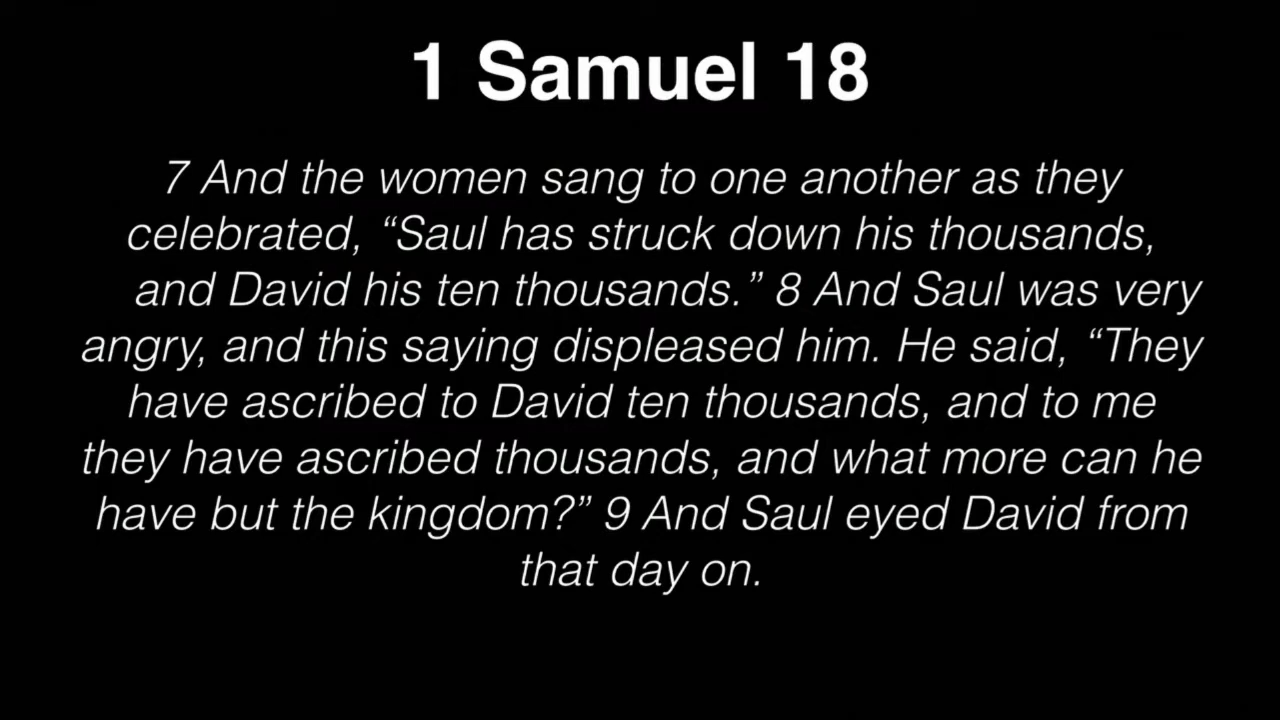 1 Samuel 18
7 And the women sang to one another as they
celebrated, “Saul has struck down his thousands,
and David his ten thousands.” 8 And Saul was very
angry, and this saying displeased him. He said, “They
have ascribed to David ten thousands, and to me
they have ascribed thousands, and what more can he
have but the kingdom?” 9 And Saul eyed David from
that day on.